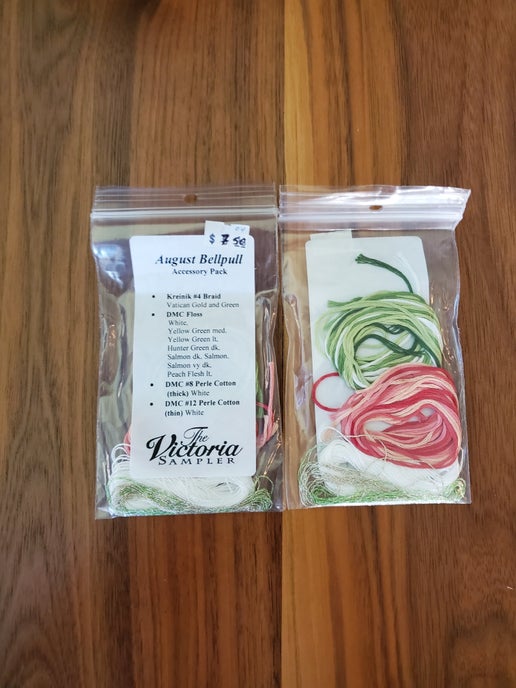 $ 7.50
August Bellpull
Accessory Pack
• Kreinik #4 Braid
Vatican Gold and Green
• DMC Floss
White,
Yellow Green med,
Yellow Green lt,
Hunter Green dk,
Salmon dk, Salmon,
Salmon vy dk,
Peach Flesh lt,
• DMC #8 Perle Cotton
(thick) White
• DMC #12 Perle Cotton
(thin) White
The
Victoria
SAMPLER